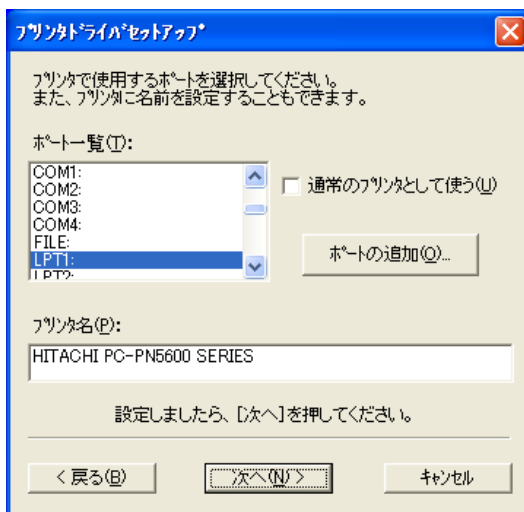 プリンタドライバセットアップ
プリンタで使用するポートを選択してください。
また、プリンタに名前を設定することもできます。
ポート一覧(T):
COM1:
COM2:
COM3:
COM4:
FILE:
LPT1:
LPT2:
通常のプリンタとして使う(U)
ポートの追加(O)...
プリンタ名(P):
HITACHI PC-PN5600 SERIES
設定しましたら、[次へ]を押してください。
< 戻る(B)
次へ(N) >
キャンセル